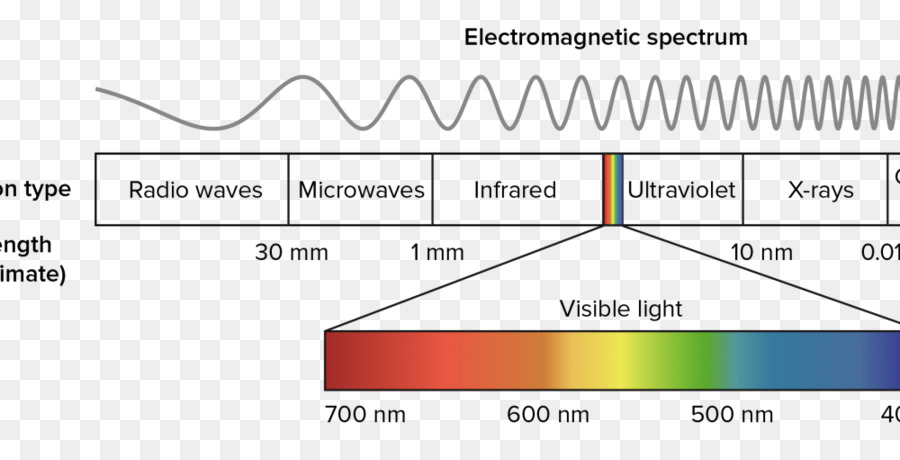 Electromagnetic spectrum
on type Radio waves Microwaves Infrared Ultraviolet X-rays
ength
imate)
30 mm 1 mm 10 nm 0.01
Visible light
700 nm 600 nm 500 nm 40